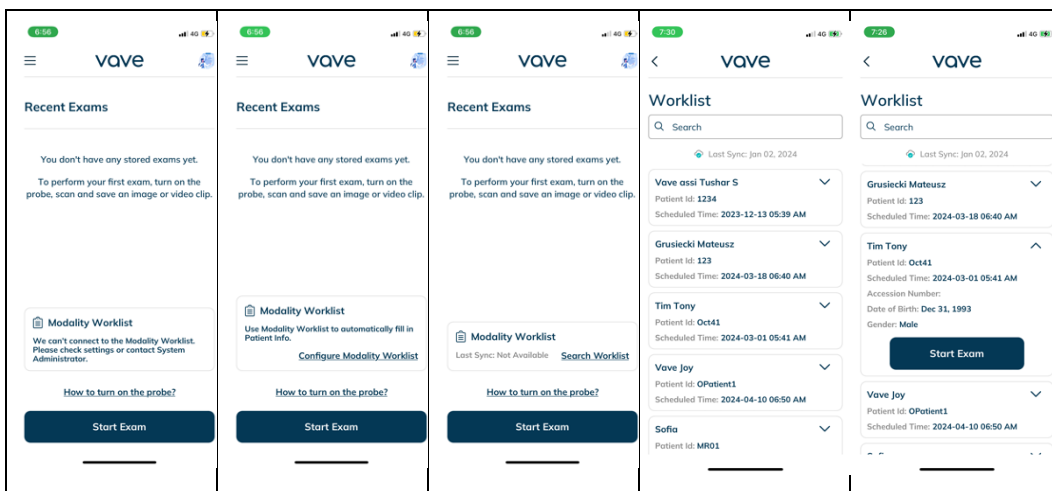 6:56
4G
vave
Recent Exams
You don't have any stored exams yet.
To perform your first exam, turn on the
probe, scan and save an image or video clip.
Modality Worklist
We can't connect to the Modality Worklist.
Please check settings or contact System
Administrator.
How to turn on the probe?
Start Exam
6:56
4G
vave
Recent Exams
You don't have any stored exams yet.
To perform your first exam, turn on the
probe, scan and save an image or video clip.
Modality Worklist
Use Modality Worklist to automatically fill in
Patient Info.
Configure Modality Worklist
How to turn on the probe?
Start Exam
6:56
4G
vave
Recent Exams
You don't have any stored exams yet.
To perform your first exam, turn on the
probe, scan and save an image or video clip.
Modality Worklist
Last Sync: Not Available Search Worklist
How to turn on the probe?
Start Exam
7:30
4G
vave
Worklist
Search
Last Sync: Jan 02, 2024
Vave assi Tushar S
Patient Id: 1234
Scheduled Time: 2023-12-13 05:39 AM
Grusiecki Mateusz
Patient Id: 123
Scheduled Time: 2024-03-18 06:40 AM
Tim Tony
Patient Id: Oct41
Scheduled Time: 2024-03-01 05:41 AM
Vave Joy
Patient Id: OPatient1
Scheduled Time: 2024-04-10 06:50 AM
Sofia
Patient Id: MR01
7:26
4G
vave
Worklist
Search
Last Sync: Jan 02, 2024
Grusiecki Mateusz
Patient Id: 123
Scheduled Time: 2024-03-18 06:40 AM
Tim Tony
Patient Id: Oct41
Scheduled Time: 2024-03-01 05:41 AM
Accession Number:
Date of Birth: Dec 31, 1993
Gender: Male
Start Exam
Vave Joy
Patient Id: OPatient1
Scheduled Time: 2024-04-10 06:50 AM